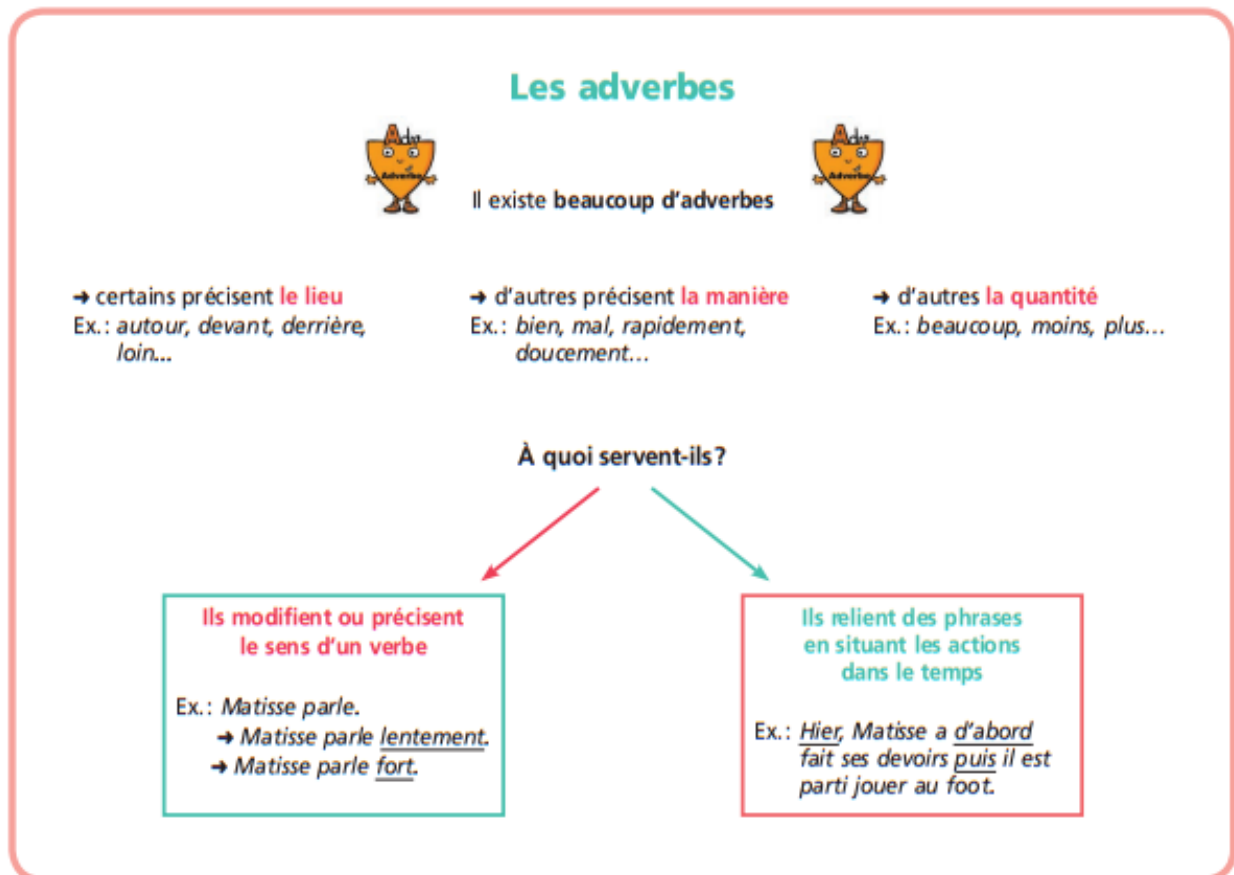 Les adverbes
Adv
Adverbe
Adv
Adverbe
Il existe beaucoup d'adverbes
➜ certains précisent le lieu
Ex.: autour, devant, derrière,
loin...
➜ d'autres précisent la manière
Ex.: bien, mal, rapidement,
doucement...
➜ d'autres la quantité
Ex.: beaucoup, moins, plus...
À quoi servent-ils?
Ils modifient ou précisent
le sens d'un verbe
Ex.: Matisse parle.
➜ Matisse parle lentement.
➜ Matisse parle fort.
Ils relient des phrases
en situant les actions
dans le temps
Ex.: Hier, Matisse a d'abord
fait ses devoirs puis il est
parti jouer au foot.